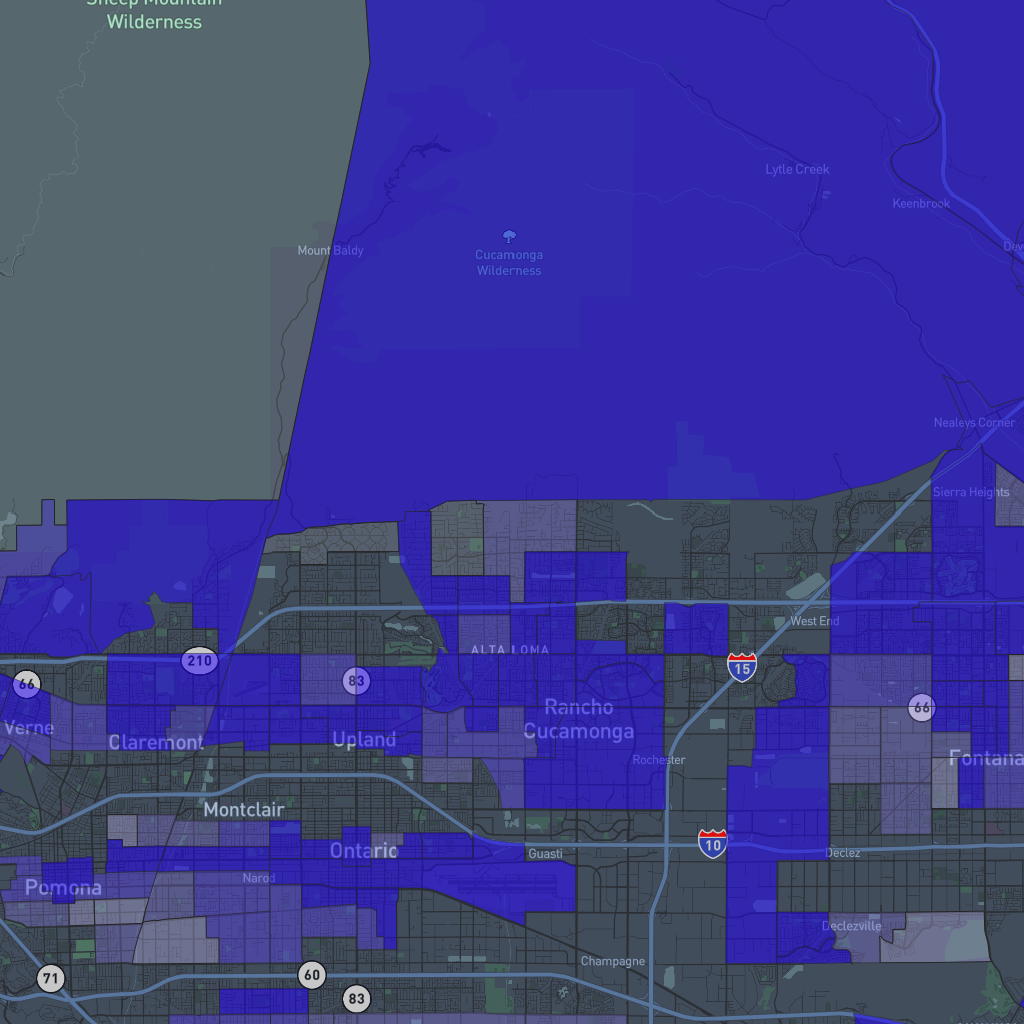 Sheep Mountain
Wilderness
Lytle Creek
Keenbrook
Mount Baldy
Cucamonga
Wilderness
Nealeys Corner
Sierra Heights
West End
ALTA LOMA
210
15
66
83
66
Rancho
Cucamonga
Verne
Claremont
Upland
Rochester
Fontana
Montclair
10
Ontario
Guasti
Declez
Narod
Pomona
Declezville
Champagne
71
60
83